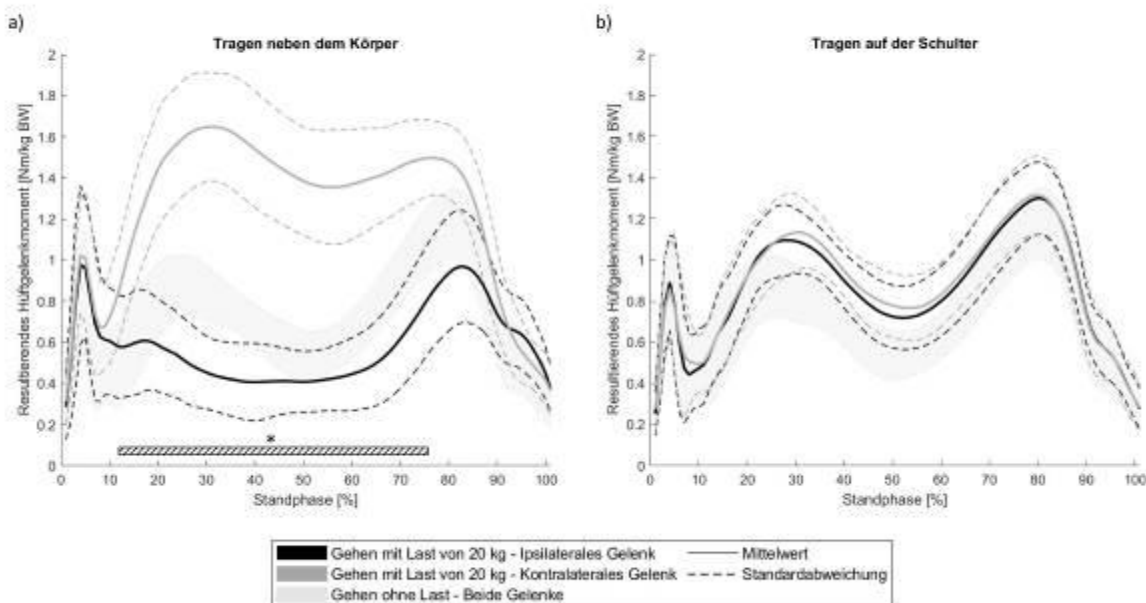 a)
Tragen neben dem Körper
Resultierendes Hüftgelenkmoment [Nm/kg BW]
2
1.8
1.6
1.4
1.2
1
0.8
0.6
0.4
0.2
0
*
0 10 20 30 40 50 60 70 80 90 100
Standphase [%]
b)
Tragen auf der Schulter
Resultierendes Hüftgelenkmoment [Nm/kg BW]
2
1.8
1.6
1.4
1.2
1
0.8
0.6
0.4
0.2
0
0 10 20 30 40 50 60 70 80 90 100
Standphase [%]
Gehen mit Last von 20 kg - Ipsilaterales Gelenk
Gehen mit Last von 20 kg - Kontralaterales Gelenk
Gehen ohne Last - Beide Gelenke
Mittelwert
Standardabweichung